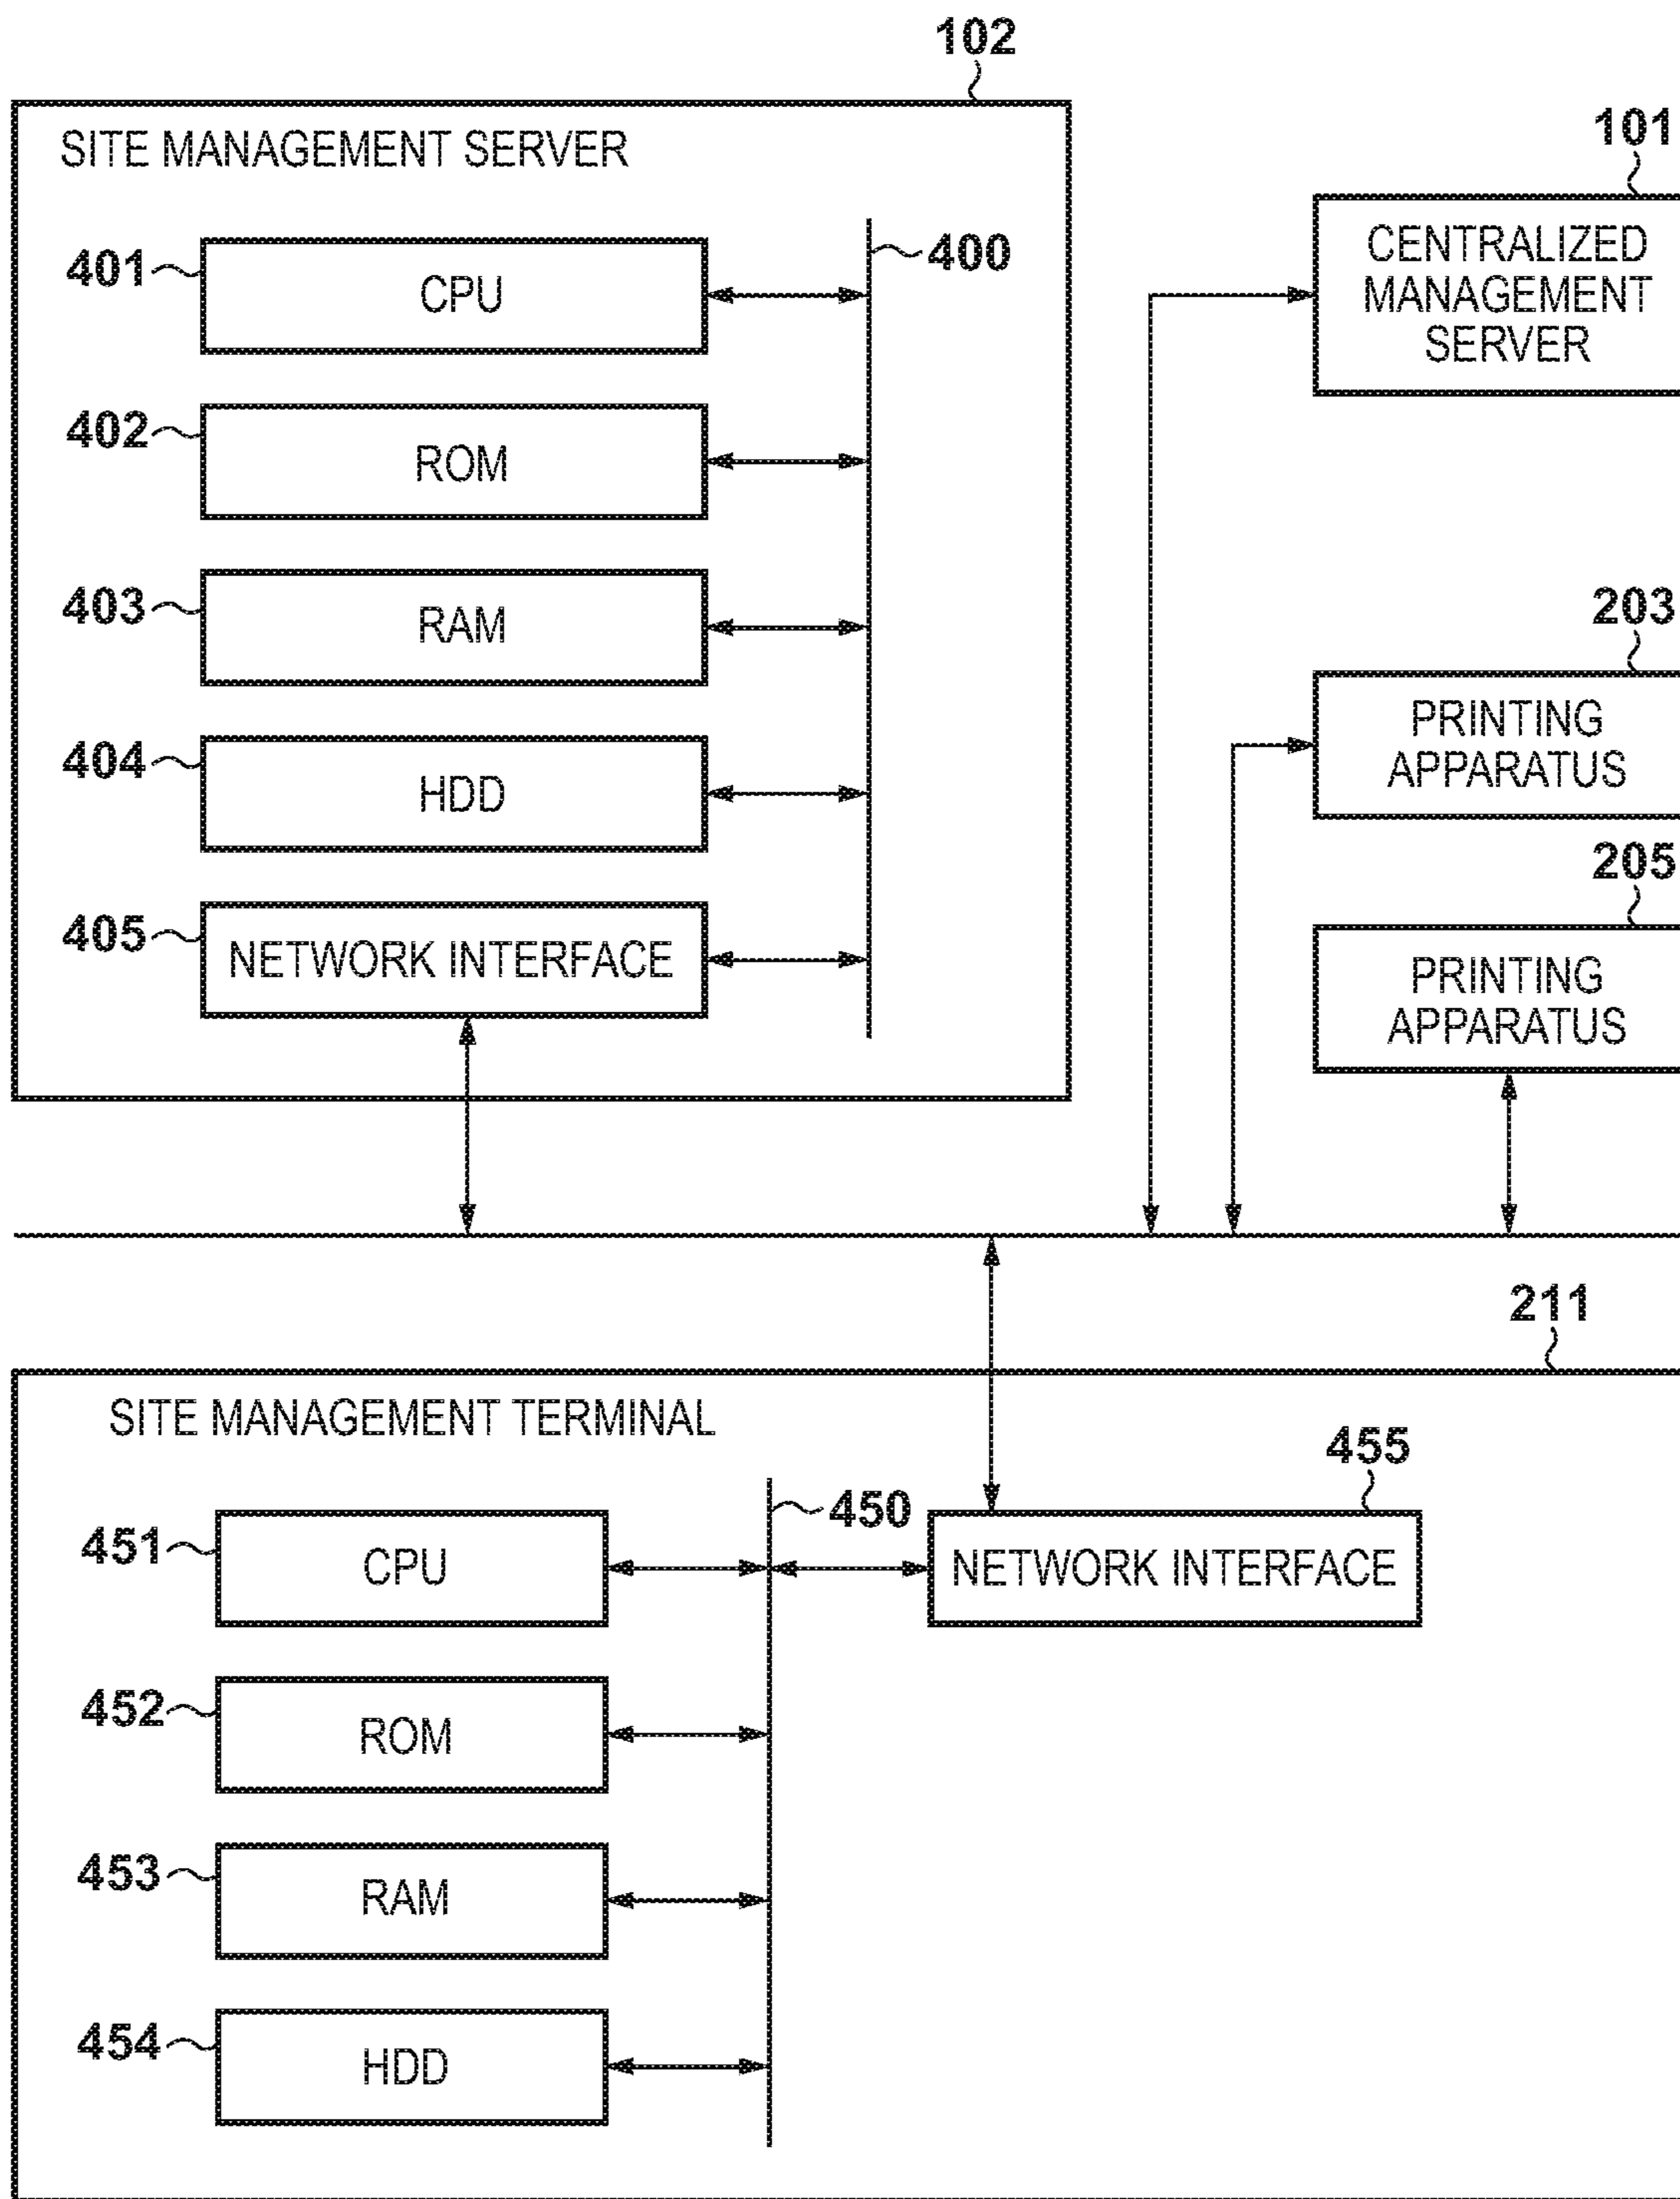 102
SITE MANAGEMENT SERVER
401
CPU
400
402
ROM
403
RAM
404
HDD
405
NETWORK INTERFACE
101
CENTRALIZED
MANAGEMENT
SERVER
203
PRINTING
APPARATUS
205
PRINTING
APPARATUS
211
SITE MANAGEMENT TERMINAL
451
CPU
450
455
NETWORK INTERFACE
452
ROM
453
RAM
454
HDD